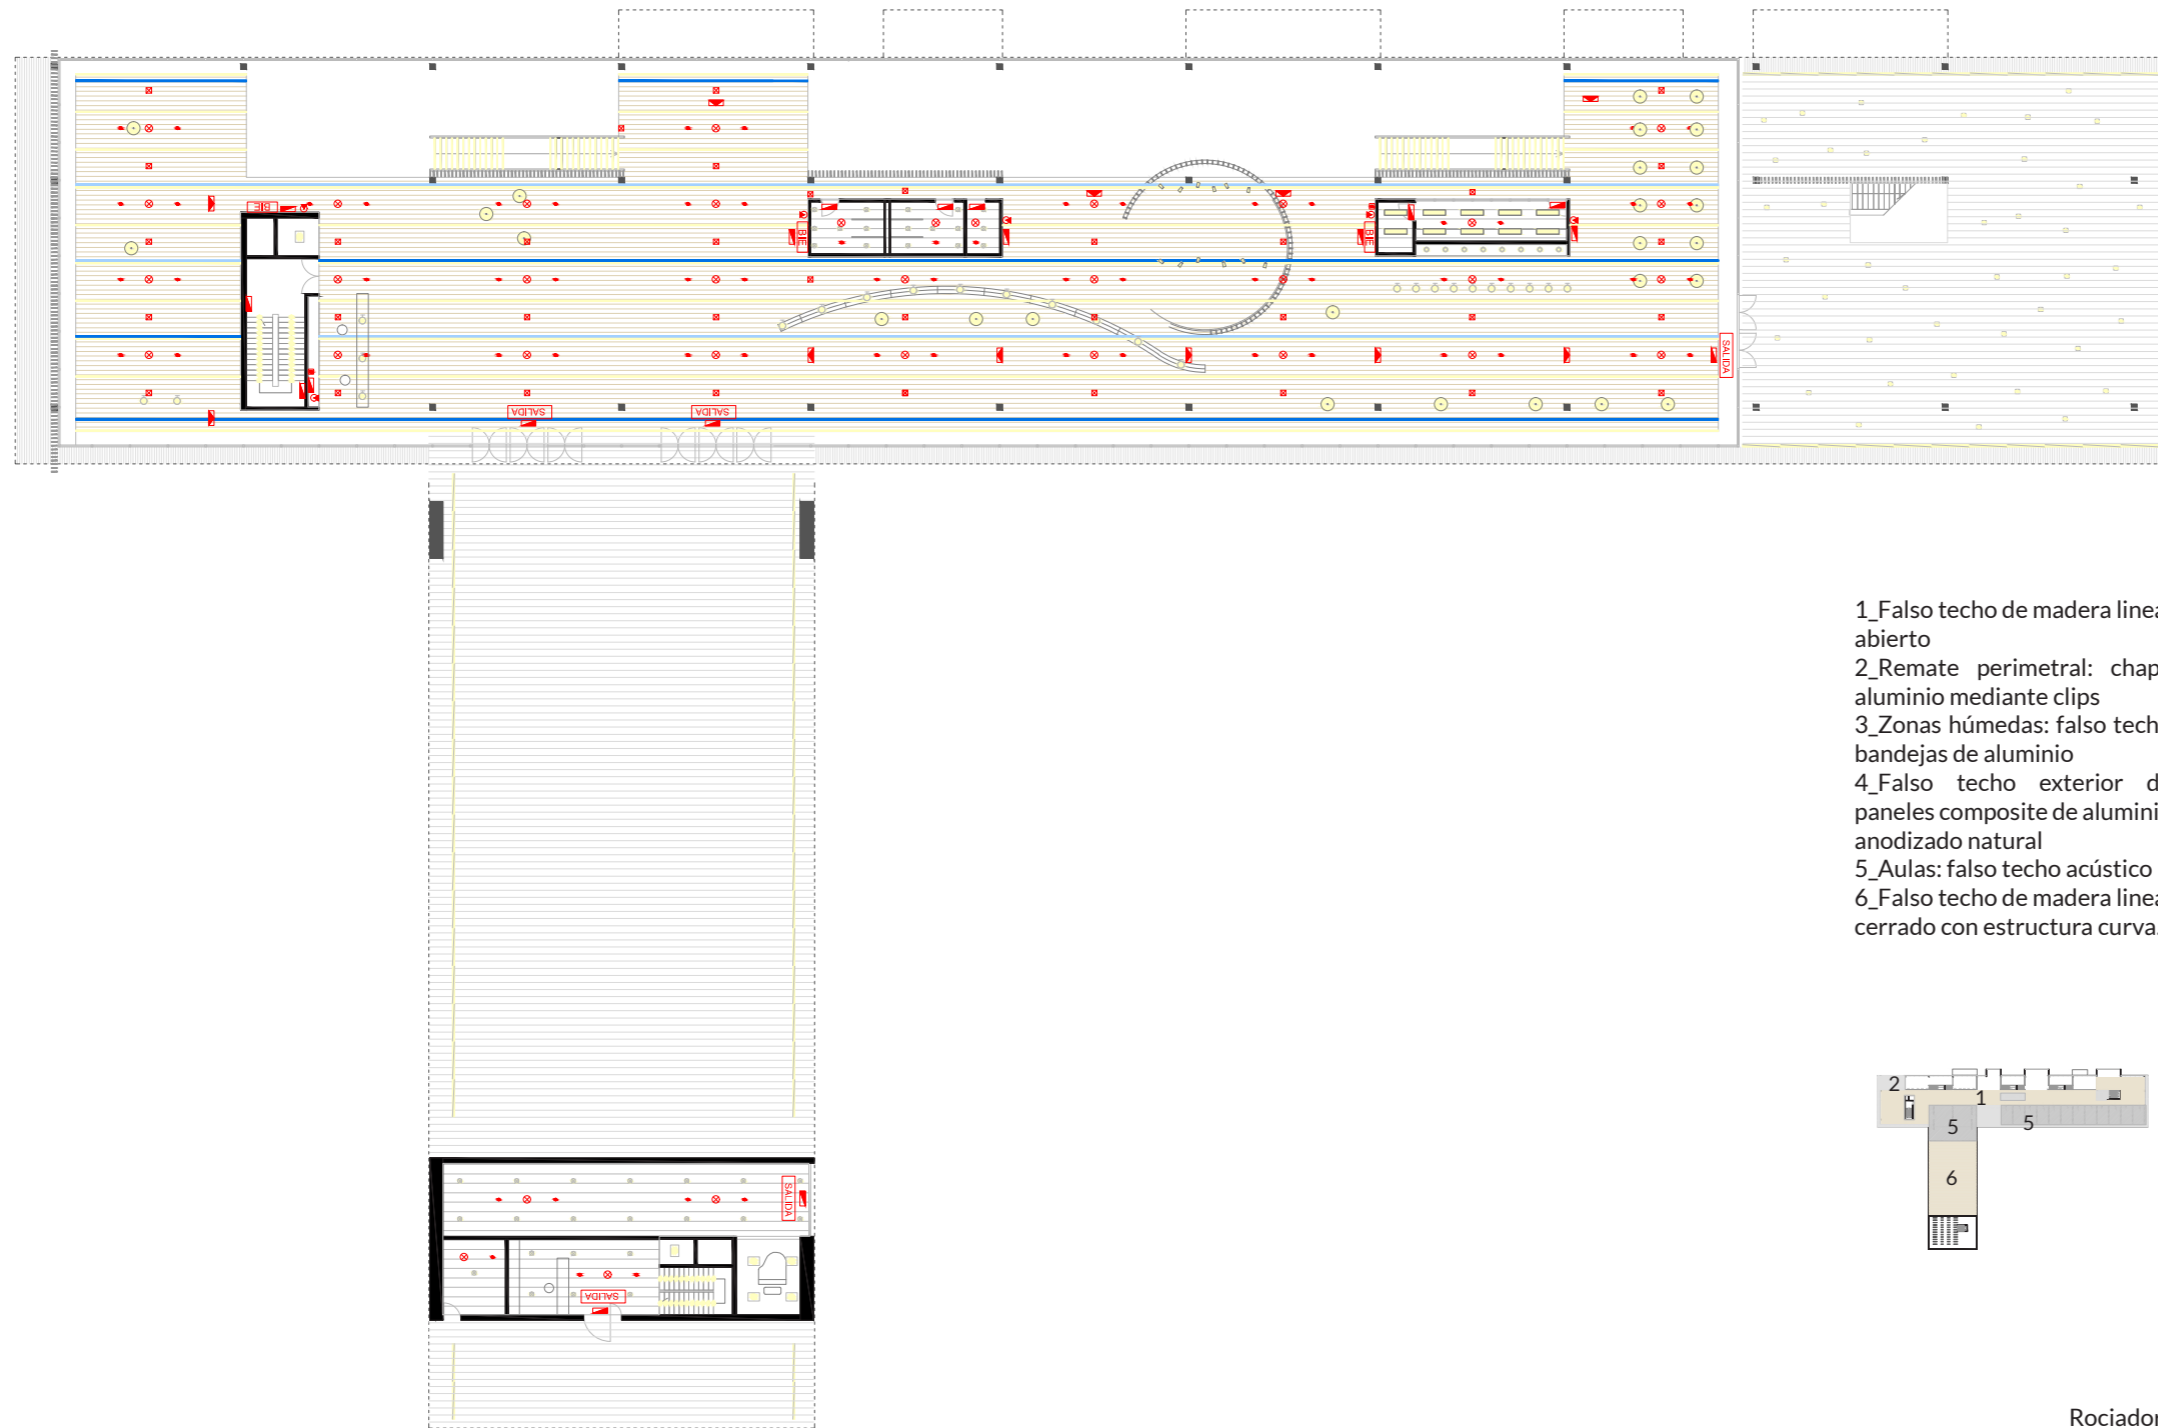 BIE
BIE
BIE
SALIDA
SALIDA
SALIDA
1_Falso techo de madera linea
abierto
2_Remate perimetral: chap
aluminio mediante clips
3_Zonas húmedas: falso tech
bandejas de aluminio
4_Falso techo exterior d
paneles composite de alumini
anodizado natural
5_Aulas: falso techo acústico
6_Falso techo de madera linea
cerrado con estructura curva.
2
1
5
5
6
SALIDA
SALIDA
Rociador